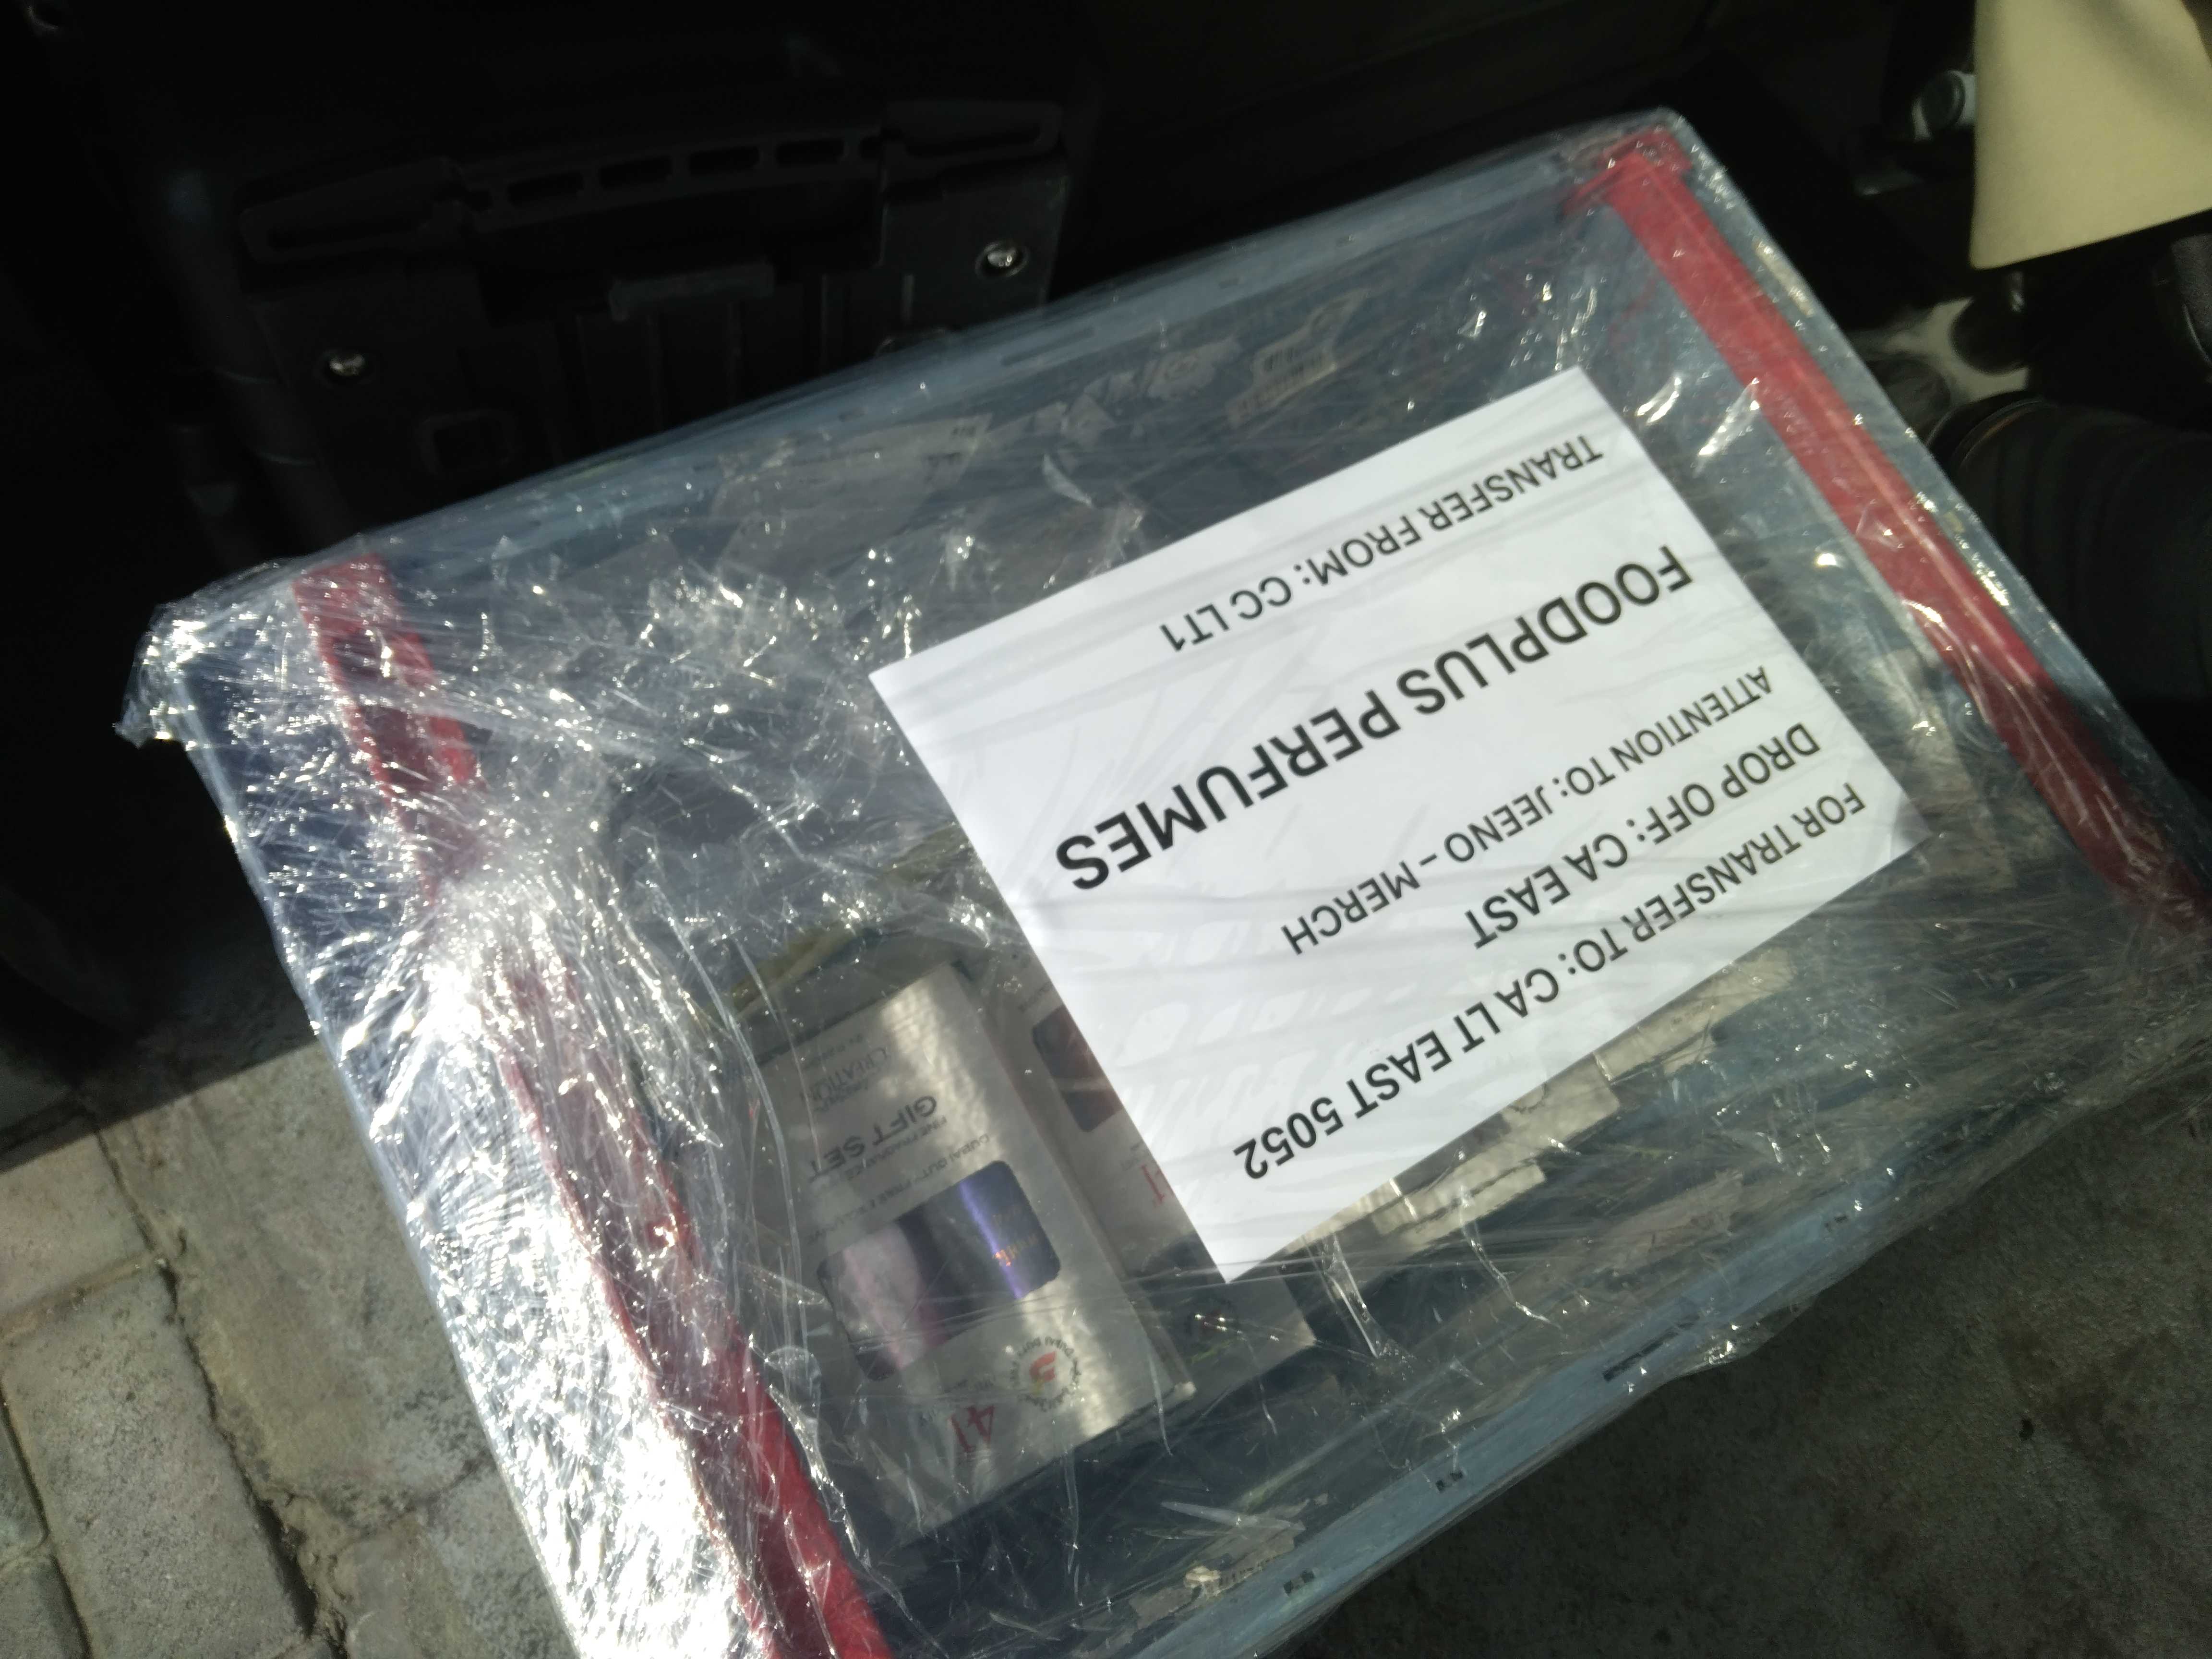 FOR TRANSFER TO: CA LT EAST 5052
DROP OFF: CA EAST
ATTENTION TO: JEENO – MERCH
FOODPLUS PERFUMES
TRANSFER FROM: CC LT1
41
GIFT SET